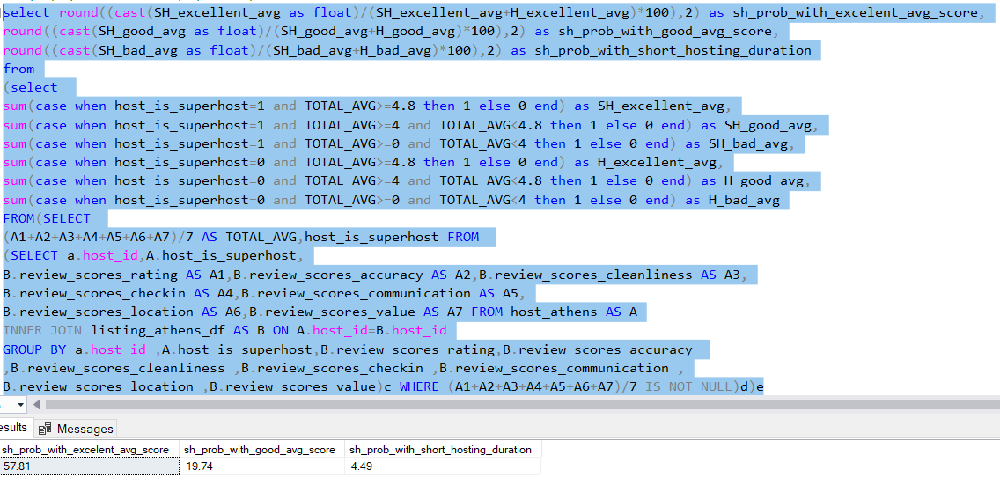 select round((cast(SH_excellent_avg as float)/(SH_excellent_avg+H_excellent_avg)*100),2) as sh_prob_with_excelent_avg_score,
round((cast(SH_good_avg as float)/(SH_good_avg+H_good_avg)*100),2) as sh_prob_with_good_avg_score,
round((cast(SH_bad_avg as float)/(SH_bad_avg+H_bad_avg)*100),2) as sh_prob_with_short_hosting_duration
from
(select
sum(case when host_is_superhost=1 and TOTAL_AVG>=4.8 then 1 else 0 end) as SH_excellent_avg,
sum(case when host_is_superhost=1 and TOTAL_AVG>=4 and TOTAL_AVG<4.8 then 1 else 0 end) as SH_good_avg,
sum(case when host_is_superhost=1 and TOTAL_AVG>=0 and TOTAL_AVG<4 then 1 else 0 end) as SH_bad_avg,
sum(case when host_is_superhost=0 and TOTAL_AVG>=4.8 then 1 else 0 end) as H_excellent_avg,
sum(case when host_is_superhost=0 and TOTAL_AVG>=4 and TOTAL_AVG<4.8 then 1 else 0 end) as H_good_avg,
sum(case when host_is_superhost=0 and TOTAL_AVG>=0 and TOTAL_AVG<4 then 1 else 0 end) as H_bad_avg
FROM(SELECT
(A1+A2+A3+A4+A5+A6+A7)/7 AS TOTAL_AVG,host_is_superhost FROM
(SELECT a.host_id,A.host_is_superhost,
B.review_scores_rating AS A1,B.review_scores_accuracy AS A2,B.review_scores_cleanliness AS A3,
B.review_scores_checkin AS A4,B.review_scores_communication AS A5,
B.review_scores_location AS A6,B.review_scores_value AS A7 FROM host_athens AS A
INNER JOIN listing_athens_df AS B ON A.host_id=B.host_id
GROUP BY a.host_id ,A.host_is_superhost,B.review_scores_rating,B.review_scores_accuracy
,B.review_scores_cleanliness ,B.review_scores_checkin ,B.review_scores_communication ,
B.review_scores_location ,B.review_scores_value)c WHERE (A1+A2+A3+A4+A5+A6+A7)/7 IS NOT NULL)d)e
esults Messages
sh_prob_with_excelent_avg_score sh_prob_with_good_avg_score sh_prob_with_short_hosting_duration
57.81 19.74 4.49